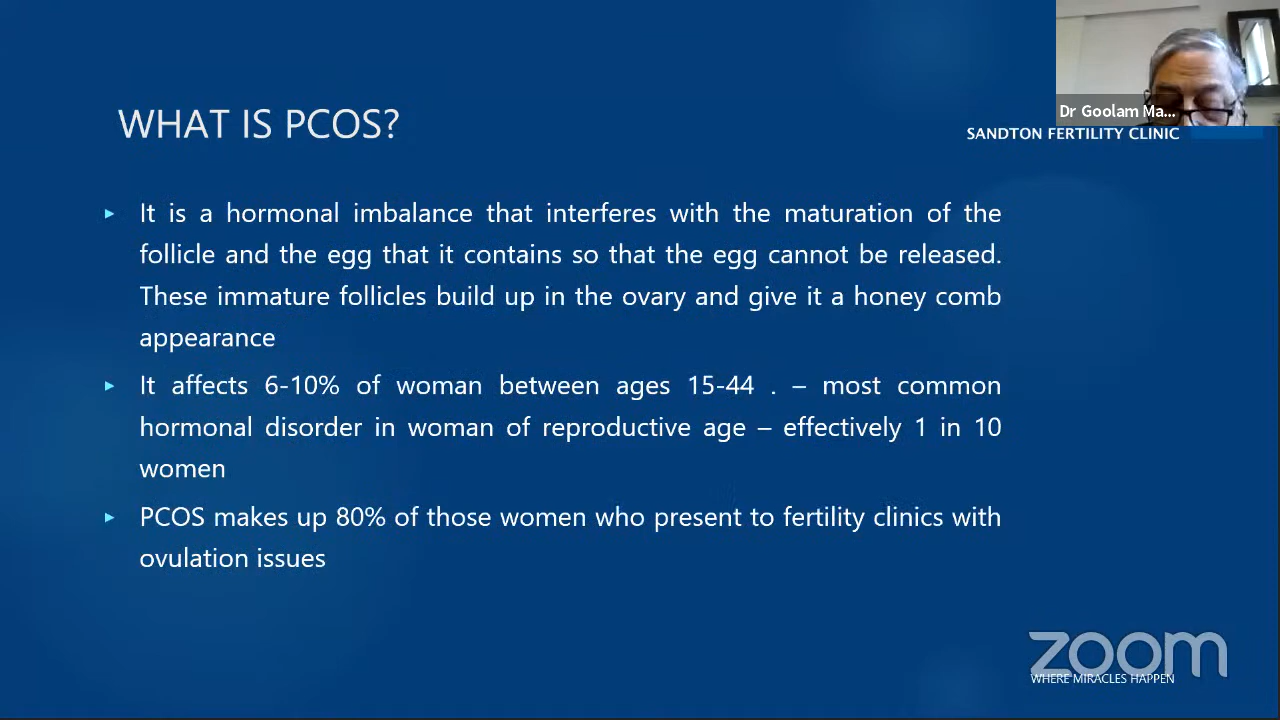 Dr Goolam Ma...
WHAT IS PCOS?
SANDTON FERTILITY CLINIC
It is a hormonal imbalance that interferes with the maturation of the
follicle and the egg that it contains so that the egg cannot be released.
These immature follicles build up in the ovary and give it a honey comb
appearance
It affects 6-10% of woman between ages 15-44 . – most common
hormonal disorder in woman of reproductive age – effectively 1 in 10
women
PCOS makes up 80% of those women who present to fertility clinics with
ovulation issues
zoom
WHERE MIRACLES HAPPEN